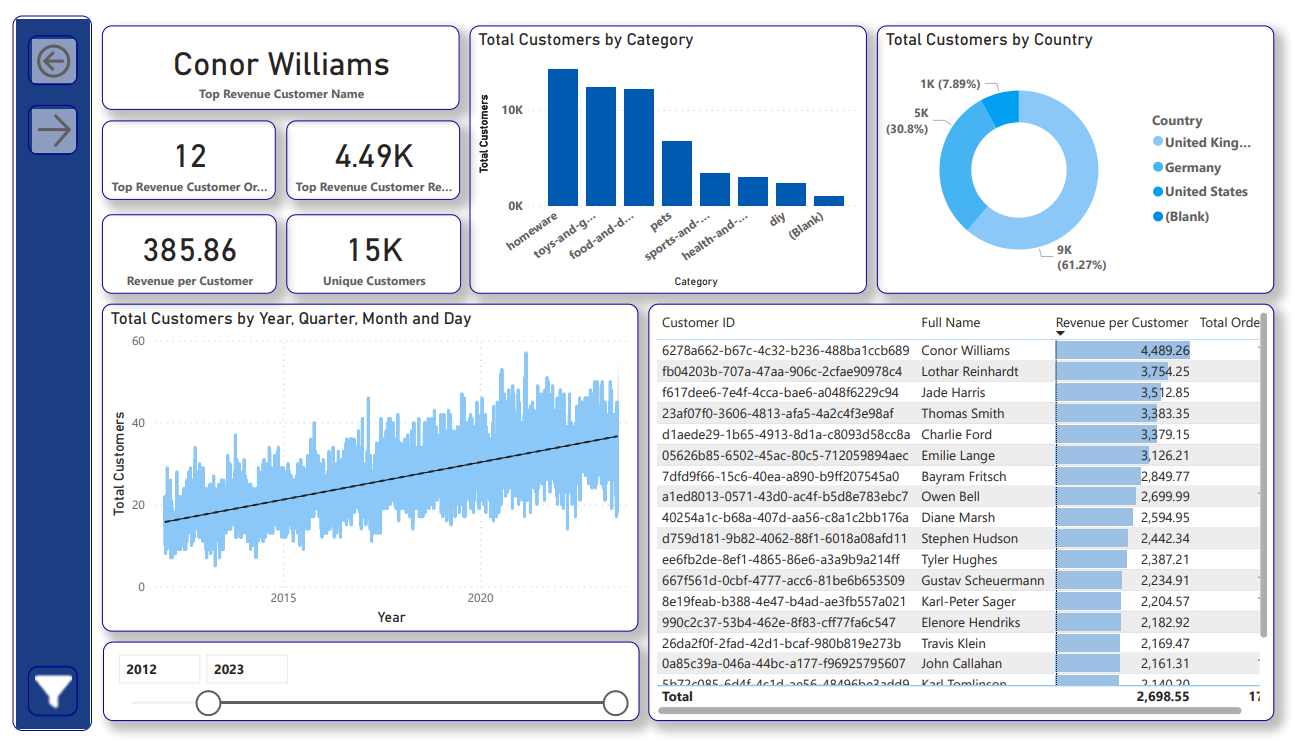 Conor Williams
Top Revenue Customer Name
12
Top Revenue Customer Or...
4.49K
Top Revenue Customer Re...
385.86
Revenue per Customer
15K
Unique Customers
Total Customers by Category
Total Customers
10K
0K
homeware
toys-and-g...
food-and-d...
pets
sports-and-...
health-and-...
diy
(Blank)
Category
Total Customers by Country
1K (7.89%)
5K
(30.8%)
9K
(61.27%)
Country
United King...
Germany
United States
(Blank)
Total Customers by Year, Quarter, Month and Day
Total Customers
60
40
20
0
2015
2020
Year
2012
2023
Customer ID Full Name Revenue per Customer Total Orde
6278a662-b67c-4c32-b236-488ba1ccb689 Conor Williams 4,489.26
fb04203b-707a-47aa-906c-2cfae90978c4 Lothar Reinhardt 3,754.25
f617dee6-7e4f-4cca-bae6-a048f6229c94 Jade Harris 3,512.85
23af07f0-3606-4813-afa5-4a2c4f3e98af Thomas Smith 3,383.35
d1aede29-1b65-4913-8d1a-c8093d58cc8a Charlie Ford 3,379.15
05626b85-6502-45ac-80c5-712059894aec Emilie Lange 3,126.21
7dfd9f66-15c6-40ea-a890-b9ff207545a0 Bayram Fritsch 2,849.77
a1ed8013-0571-43d0-ac4f-b5d8e783ebc7 Owen Bell 2,699.99
40254a1c-b68a-407d-aa56-c8a1c2bb176a Diane Marsh 2,594.95
d759d181-9b82-4062-88f1-6018a08afd11 Stephen Hudson 2,442.34
ee6fb2de-8ef1-4865-86e6-a3a9b9a214ff Tyler Hughes 2,387.21
667f561d-0cbf-4777-acc6-81be6b653509 Gustav Scheuermann 2,234.91
8e19feab-b388-4e47-b4ad-ae3fb557a021 Karl-Peter Sager 2,204.57
990c2c37-53b4-462e-8f83-cff77fa6c547 Elenore Hendriks 2,182.92
26da2f0f-2fad-42d1-bcaf-980b819e273b Travis Klein 2,169.47
0a85c39a-046a-44bc-a177-f96925795607 John Callahan 2,161.31
Karl Tomlinson 2,140.20
Total 2,698.55 17